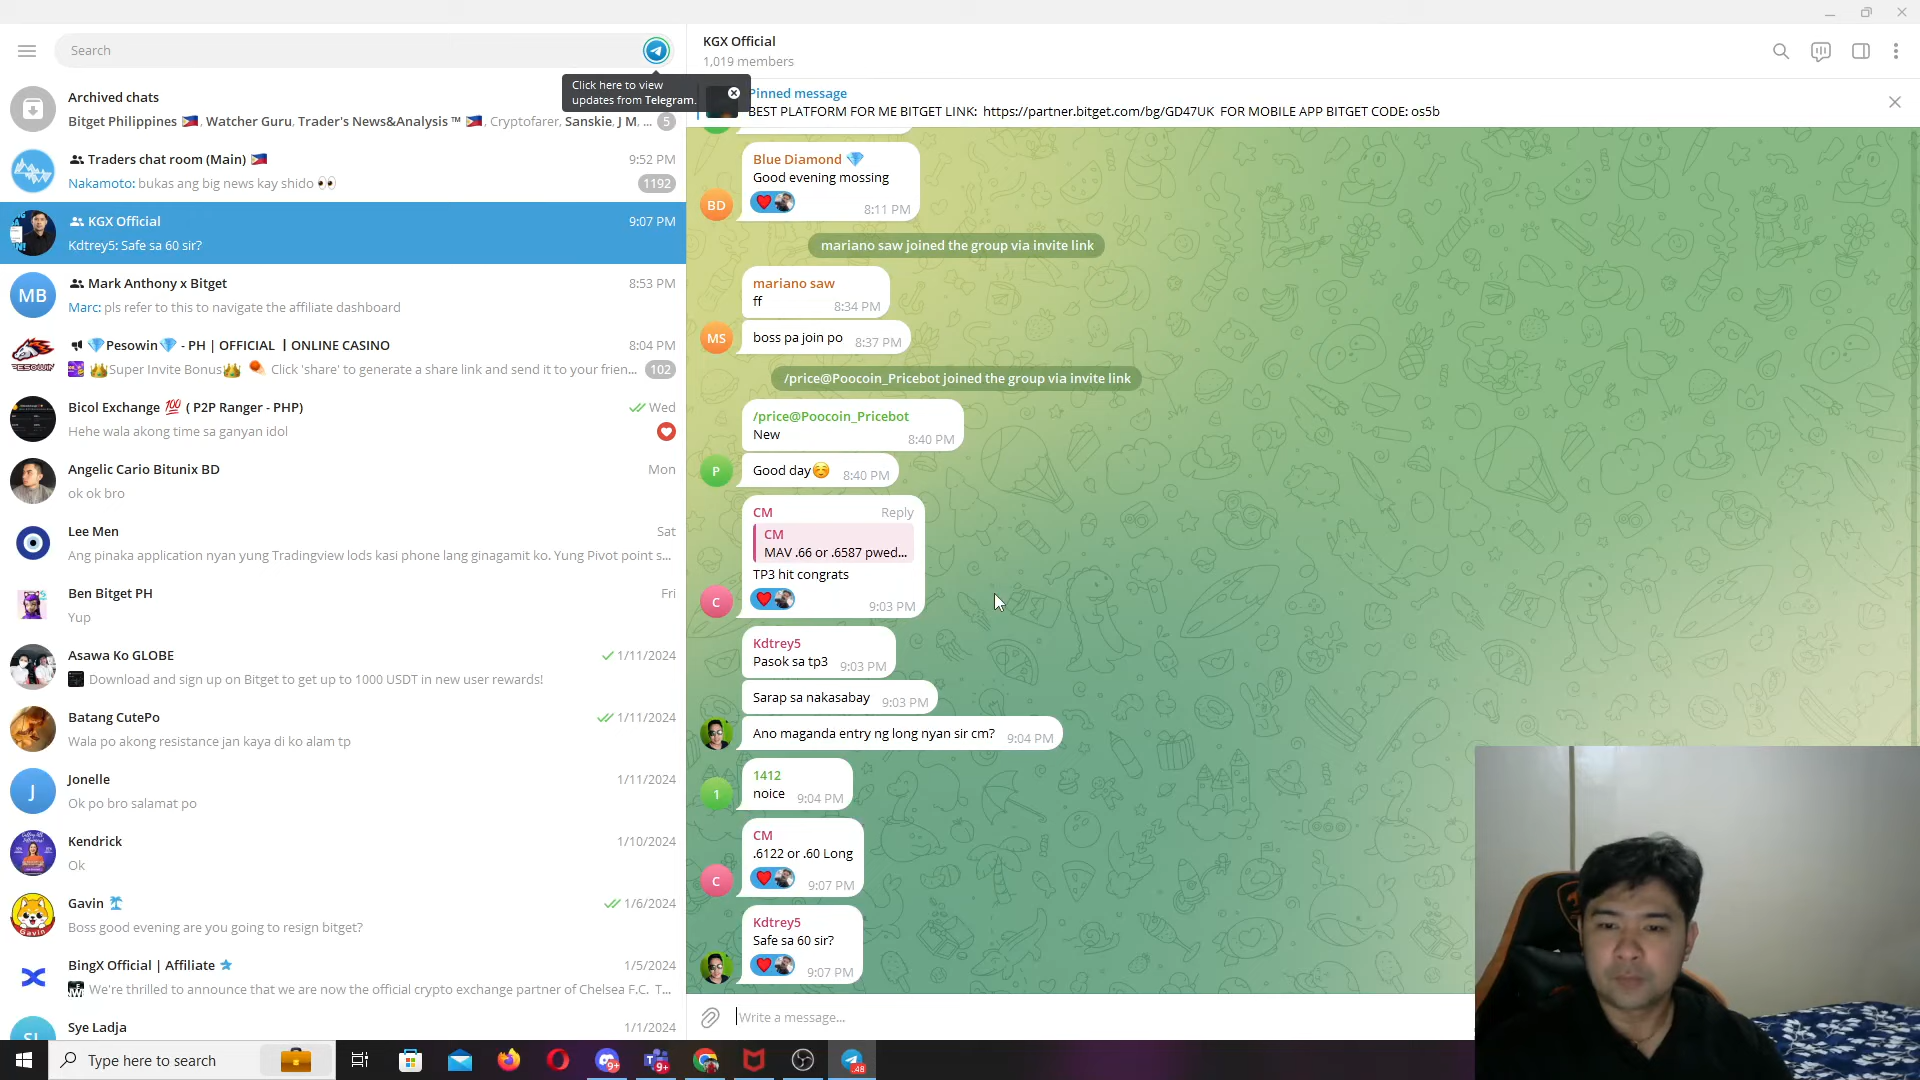 Search
Click here to view
updates from Telegram.
Archived chats
Bitget Philippines 🇵🇭, Watcher Guru, Trader's News&Analysis ™ 🇵🇭, Cryptofarer, Sanskie, J M, ... 5
Traders chat room (Main) 🇵🇭 9:52 PM
Nakamoto: bukas ang big news kay shido 👀 1192
KGX Official 9:07 PM
Kdtrey5: Safe sa 60 sir?
MB
Mark Anthony x Bitget 8:53 PM
Marc: pls refer to this to navigate the affiliate dashboard
💎Pesowin💎 - PH | OFFICIAL | ONLINE CASINO 8:04 PM
👑Super Invite Bonus👑 🏓 Click 'share' to generate a share link and send it to your frien... 102
Bicol Exchange 💯 ( P2P Ranger - PHP) Wed
Hehe wala akong time sa ganyan idol
Angelic Cario Bitunix BD Mon
ok ok bro
Lee Men Sat
Ang pinaka application nyan yung Tradingview lods kasi phone lang ginagamit ko. Yung Pivot point s...
Ben Bitget PH Fri
Yup
Asawa Ko GLOBE 1/11/2024
Download and sign up on Bitget to get up to 1000 USDT in new user rewards!
Batang CutePo 1/11/2024
Wala po akong resistance jan kaya di ko alam tp
J
Jonelle 1/11/2024
Ok po bro salamat po
Kendrick 1/10/2024
Ok
Gavin 🏝 1/6/2024
Boss good evening are you going to resign bitget?
BingX Official | Affiliate 1/5/2024
We're thrilled to announce that we are now the official crypto exchange partner of Chelsea F.C. T...
SL
Sye Ladja 1/1/2024
KGX Official
1,019 members
Pinned message
BEST PLATFORM FOR ME BITGET LINK: https://partner.bitget.com/bg/GD47UK FOR MOBILE APP BITGET CODE: os5b
Blue Diamond 💎
Good evening mossing
BD
8:11 PM
mariano saw joined the group via invite link
mariano saw
ff 8:34 PM
MS
boss pa join po 8:37 PM
/price@Poocoin_Pricebot joined the group via invite link
/price@Poocoin_Pricebot
New 8:40 PM
P
Good day☺️ 8:40 PM
CM Reply
CM
MAV .66 or .6587 pwed...
TP3 hit congrats
C
9:03 PM
Kdtrey5
Pasok sa tp3 9:03 PM
Sarap sa nakasabay 9:03 PM
Ano maganda entry ng long nyan sir cm? 9:04 PM
1412
1
noice 9:04 PM
CM
.6122 or .60 Long
C
9:07 PM
Kdtrey5
Safe sa 60 sir?
9:07 PM
Write a message...
Type here to search
9+
9+
.48